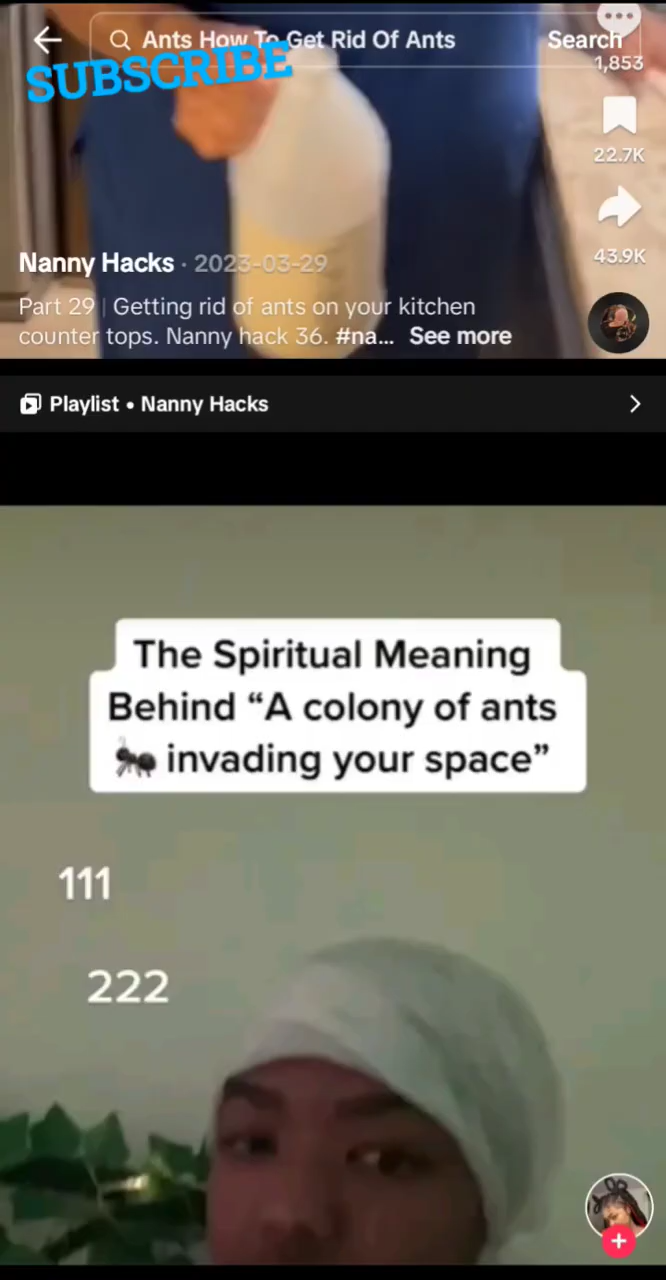 Ants How To Get Rid Of Ants
Search
SUBSCRIBE
1,853
22.7K
43.9K
Nanny Hacks · 2023-03-29
Part 29 | Getting rid of ants on your kitchen
counter tops. Nanny hack 36. #na... See more
Playlist • Nanny Hacks
The Spiritual Meaning
Behind “A colony of ants
🐜 invading your space”
111
222